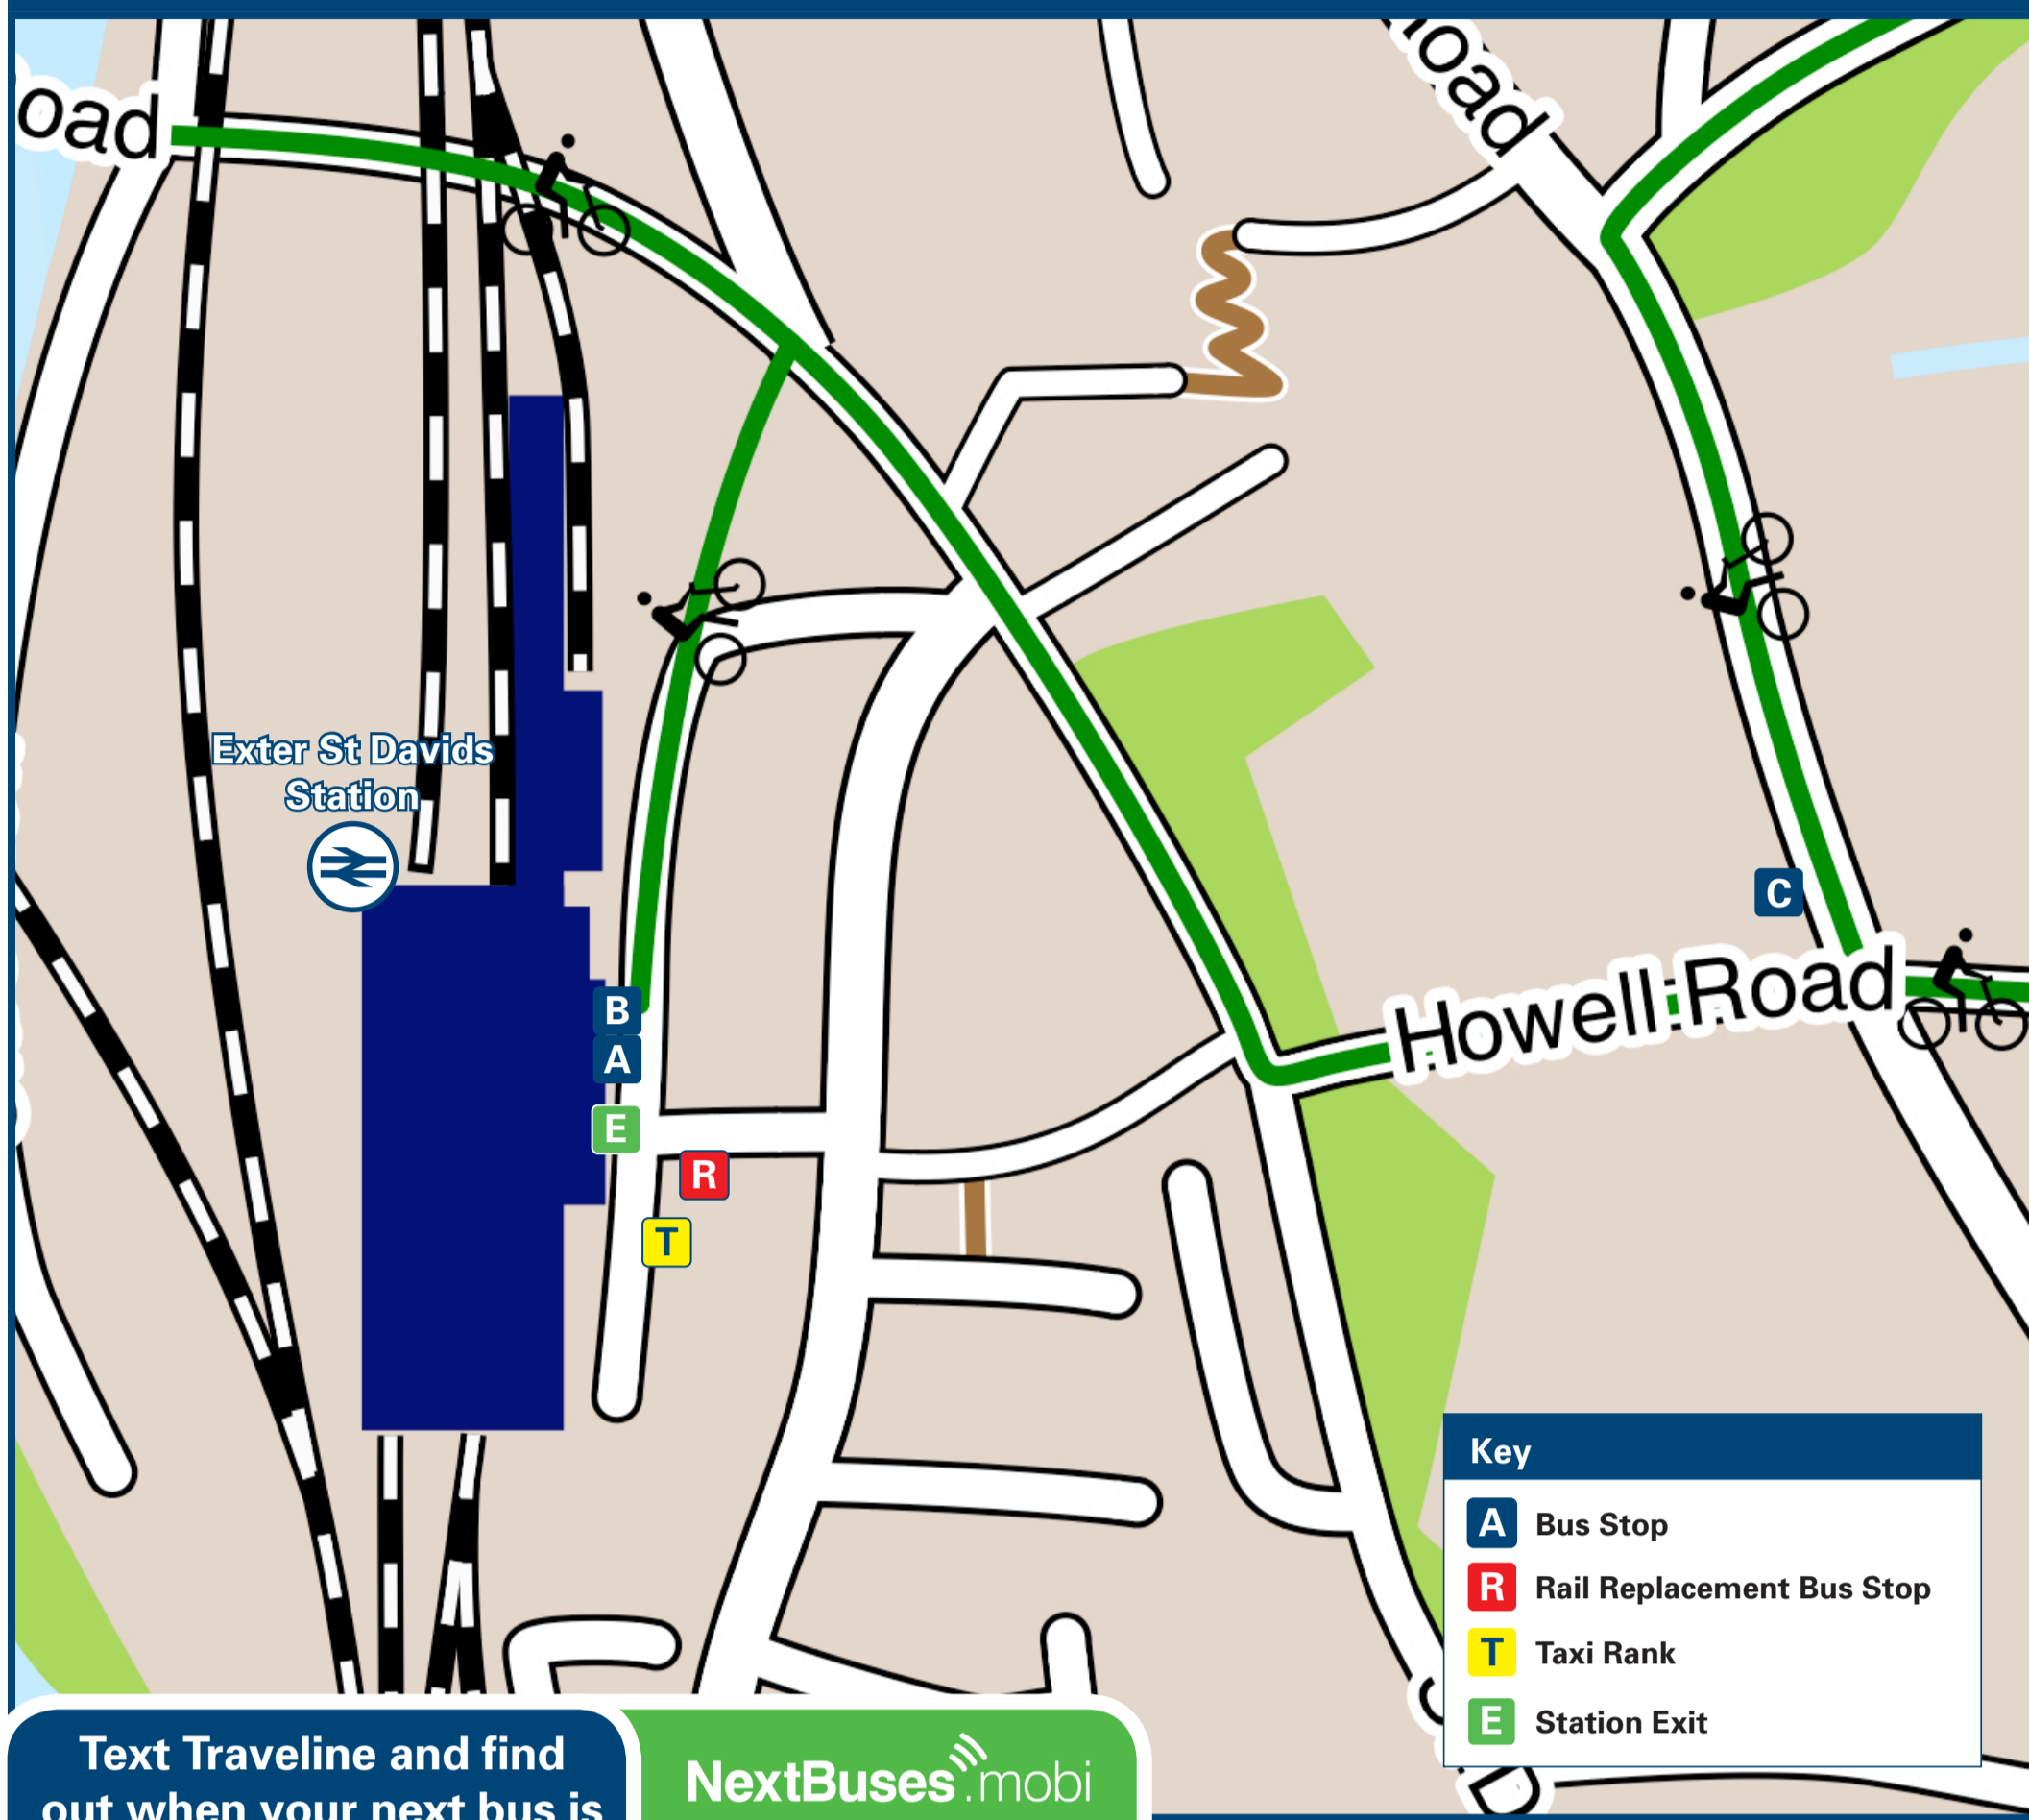 oad
oad
Exter St Davids
Station
C
Howell Road
B
A
E
R
T
Key
A Bus Stop
R Rail Replacement Bus Stop
T Taxi Rank
E Station Exit
Text Traveline and find
out when your next bus is
NextBuses.mobi